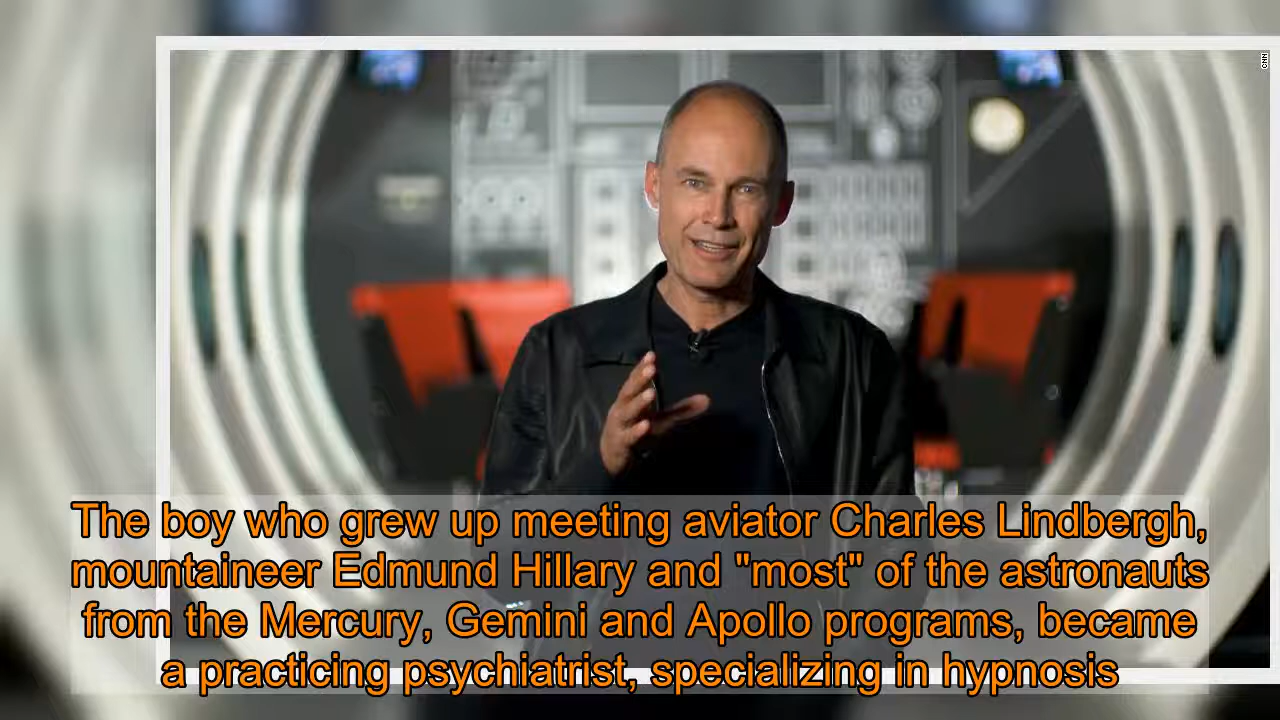 CNN
The boy who grew up meeting aviator Charles Lindbergh,
mountaineer Edmund Hillary and "most" of the astronauts
from the Mercury, Gemini and Apollo programs, became
a practicing psychiatrist, specializing in hypnosis